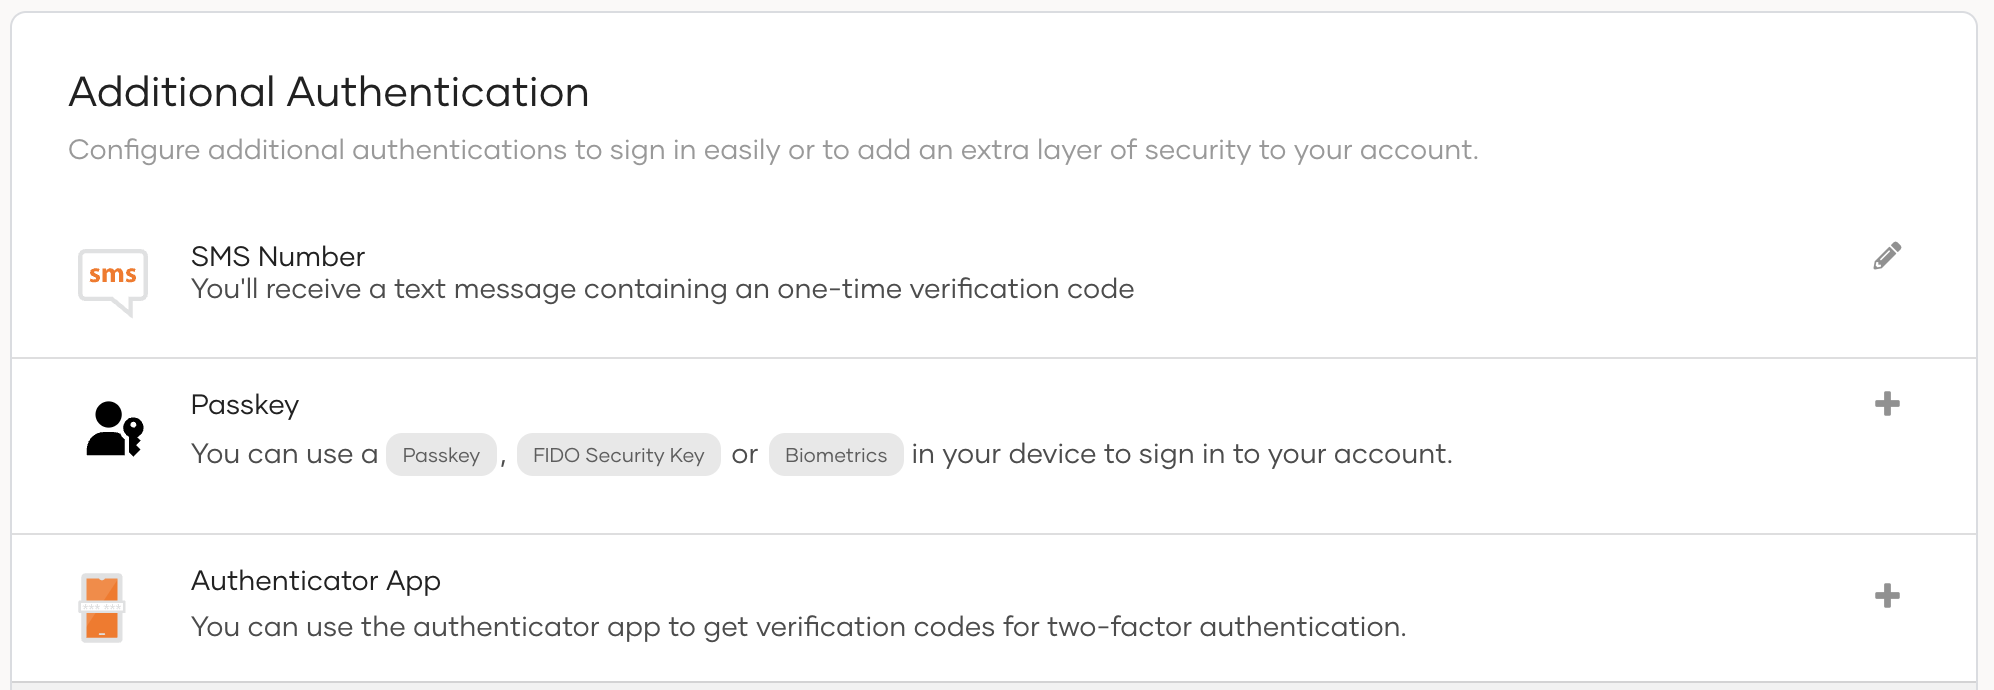 Additional Authentication
Configure additional authentications to sign in easily or to add an extra layer of security to your account.
sms
SMS Number
You'll receive a text message containing an one-time verification code
Passkey
You can use a Passkey, FIDO Security Key or Biometrics in your device to sign in to your account.
Authenticator App
*** ***
You can use the authenticator app to get verification codes for two-factor authentication.